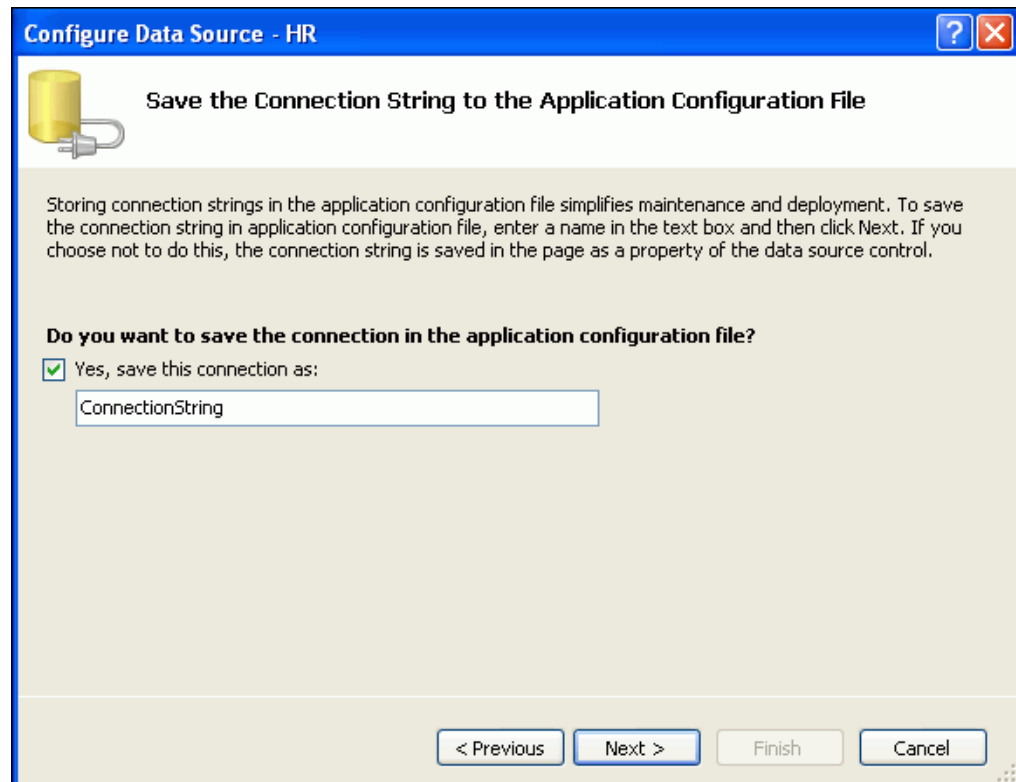 Configure Data Source - HR
Save the Connection String to the Application Configuration File
Storing connection strings in the application configuration file simplifies maintenance and deployment. To save
the connection string in application configuration file, enter a name in the text box and then click Next. If you
choose not to do this, the connection string is saved in the page as a property of the data source control.
Do you want to save the connection in the application configuration file?
Yes, save this connection as:
ConnectionString
< Previous Next > Finish Cancel